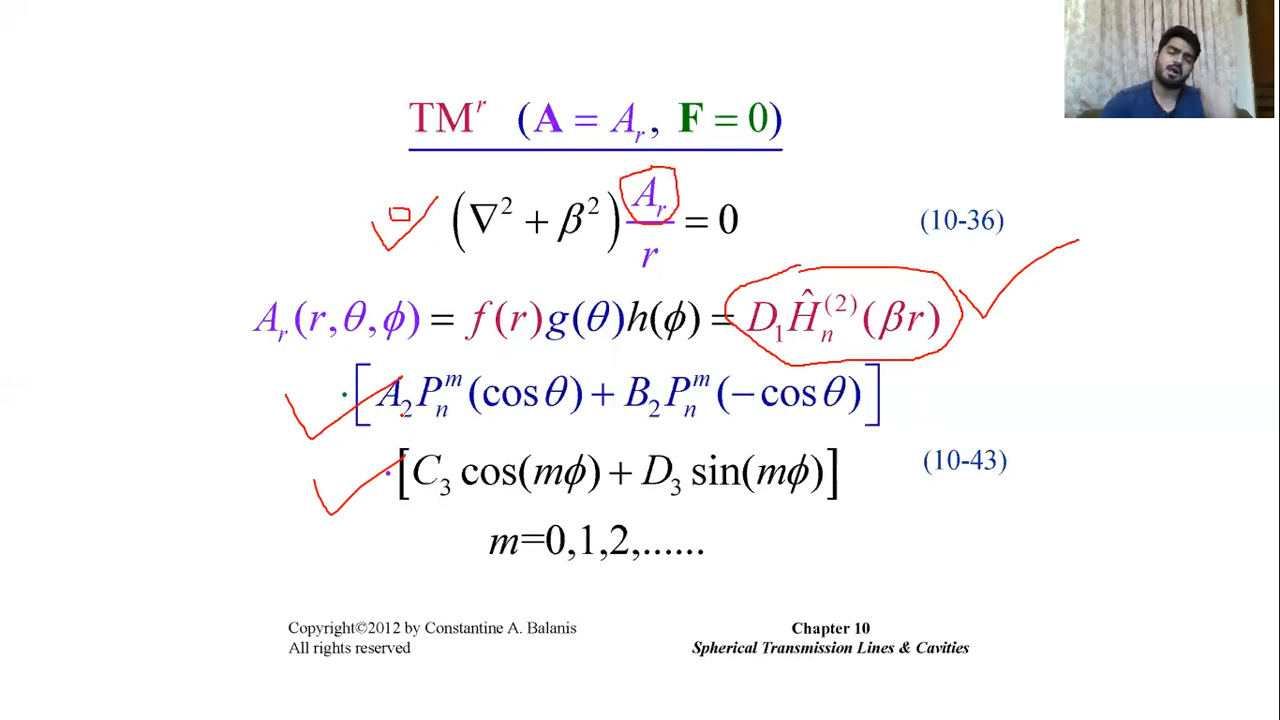 TMʳ (A = Aᵣ, F = 0)
(∇² + β²) Aᵣ/r = 0 (10-36)
Aᵣ(r,θ,ϕ) = f(r)g(θ)h(ϕ) = D₁Ĥₙ⁽²⁾(βr)
·[A₂Pₙᵐ(cosθ) + B₂Pₙᵐ(−cosθ)]
·[C₃ cos(mϕ) + D₃ sin(mϕ)] (10-43)
m=0,1,2,......
Copyright©2012 by Constantine A. Balanis
All rights reserved
Chapter 10
Spherical Transmission Lines & Cavities